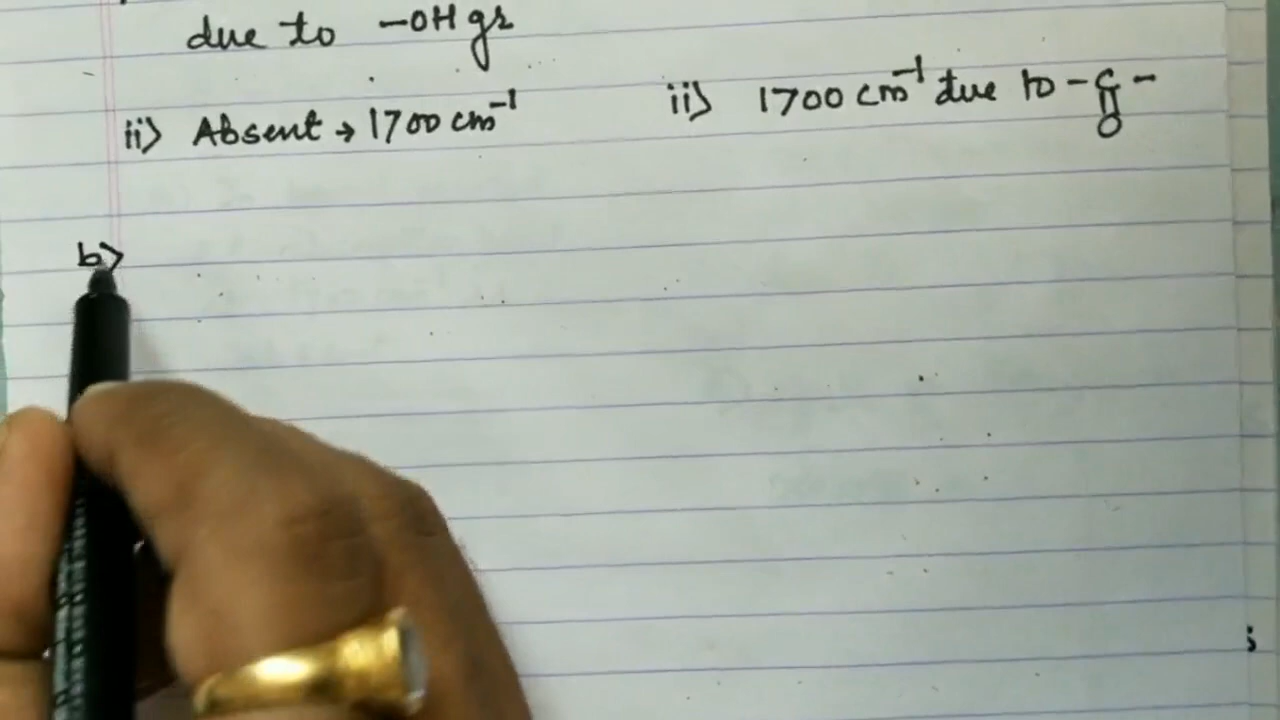 due to -OH gr
ii> Absent → 1700 cm⁻¹
ii> 1700 cm⁻¹ due to -C-
||
O
b>